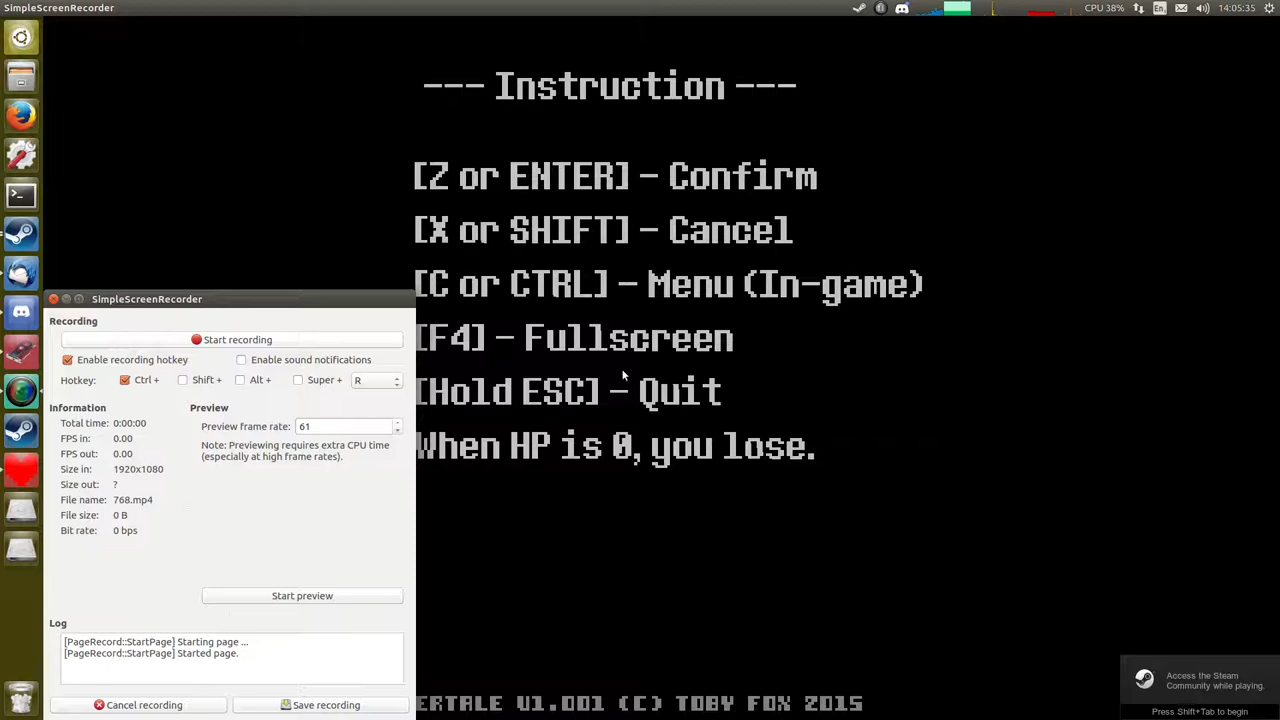 SimpleScreenRecorder
CPU 38%
En
14:05:35
--- Instruction ---
[Z or ENTER] - Confirm
[X or SHIFT] - Cancel
[C or CTRL] - Menu (In-game)
[F4] - Fullscreen
[Hold ESC] - Quit
When HP is 0, you lose.
ERTALE V1.001 (C) TOBY FOX 2015
SimpleScreenRecorder
Recording
Start recording
Enable recording hotkey
Enable sound notifications
Hotkey: Ctrl + Shift + Alt + Super + R
Information
Total time: 0:00:00
FPS in: 0.00
FPS out: 0.00
Size in: 1920x1080
Size out: ?
File name: 768.mp4
File size: 0 B
Bit rate: 0 bps
Preview
Preview frame rate: 61
Note: Previewing requires extra CPU time
(especially at high frame rates).
Start preview
Log
[PageRecord::StartPage] Starting page ...
[PageRecord::StartPage] Started page.
Cancel recording
Save recording
Access the Steam
Community while playing.
Press Shift+Tab to begin